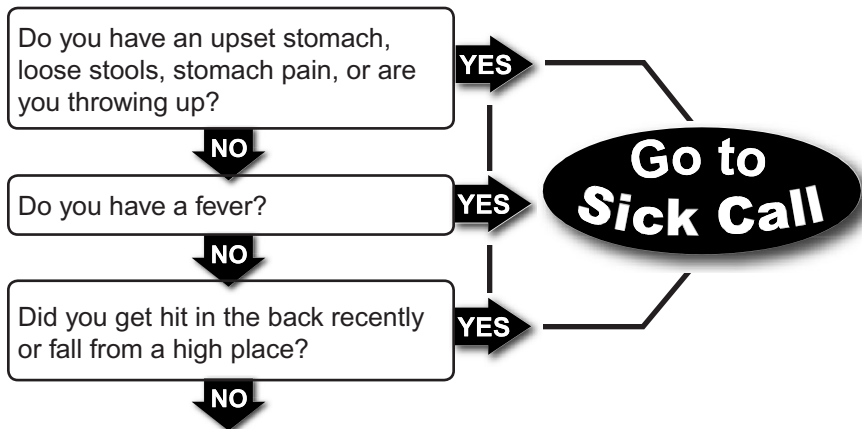 Do you have an upset stomach,
loose stools, stomach pain, or are
you throwing up?
YES
NO
Do you have a fever?
YES
NO
Did you get hit in the back recently
or fall from a high place?
YES
NO
Go to
Sick Call